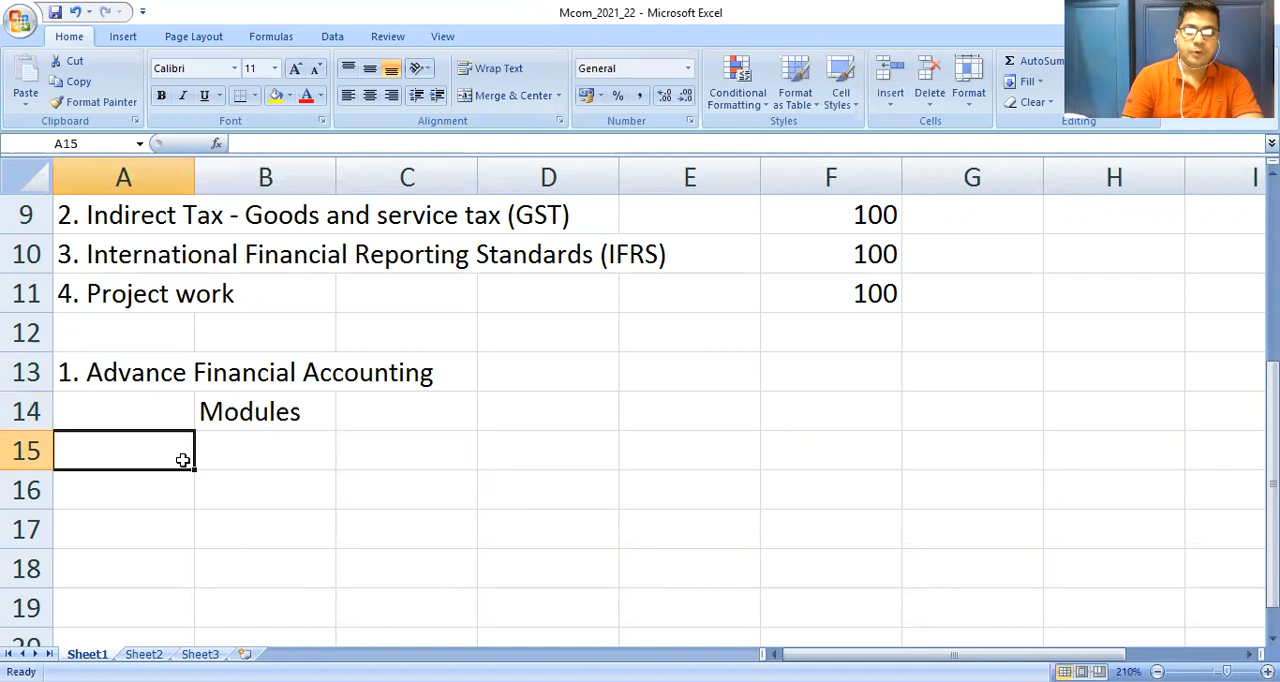 Mcom_2021_22 - Microsoft Excel
Home Insert Page Layout Formulas Data Review View
Paste Cut Copy Format Painter
Calibri 11 Wrap Text General Conditional Formatting Format as Table Cell Styles Insert Delete Format Σ AutoSum Fill Clear
B I U Merge & Center % ,
Clipboard Font Alignment Number Styles Cells Editing
A15 fx
A B C D E F G H I
9 2. Indirect Tax - Goods and service tax (GST) 100
10 3. International Financial Reporting Standards (IFRS) 100
11 4. Project work 100
12
13 1. Advance Financial Accounting
14 Modules
15
16
17
18
19
20
Sheet1 Sheet2 Sheet3
Ready 210%